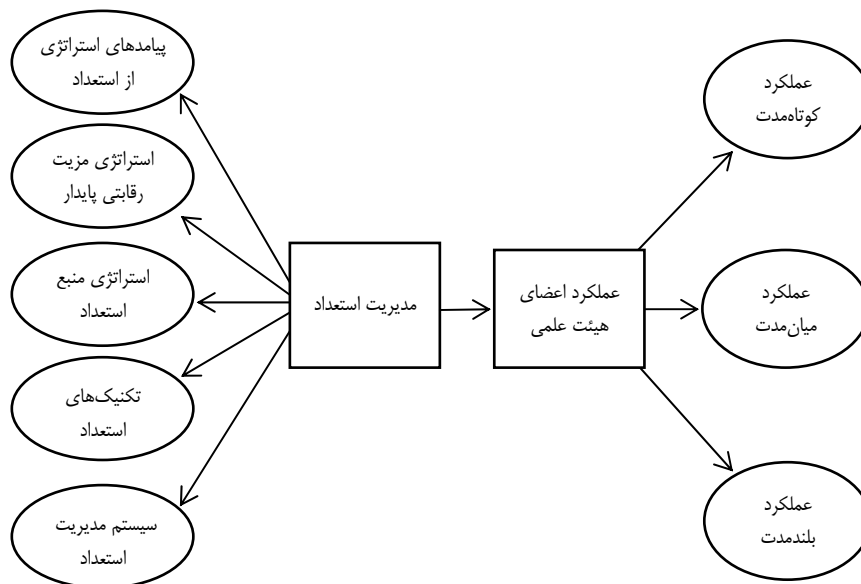 پیامدهای استراتژی
از استعداد
استراتژی مزیت
رقابتی پایدار
استراتژی منبع
استعداد
تکنیک‌های
استعداد
سیستم مدیریت
استعداد
مدیریت استعداد
عملکرد اعضای
هیئت علمی
عملکرد
کوتاه‌مدت
عملکرد
میان‌مدت
عملکرد
بلندمدت